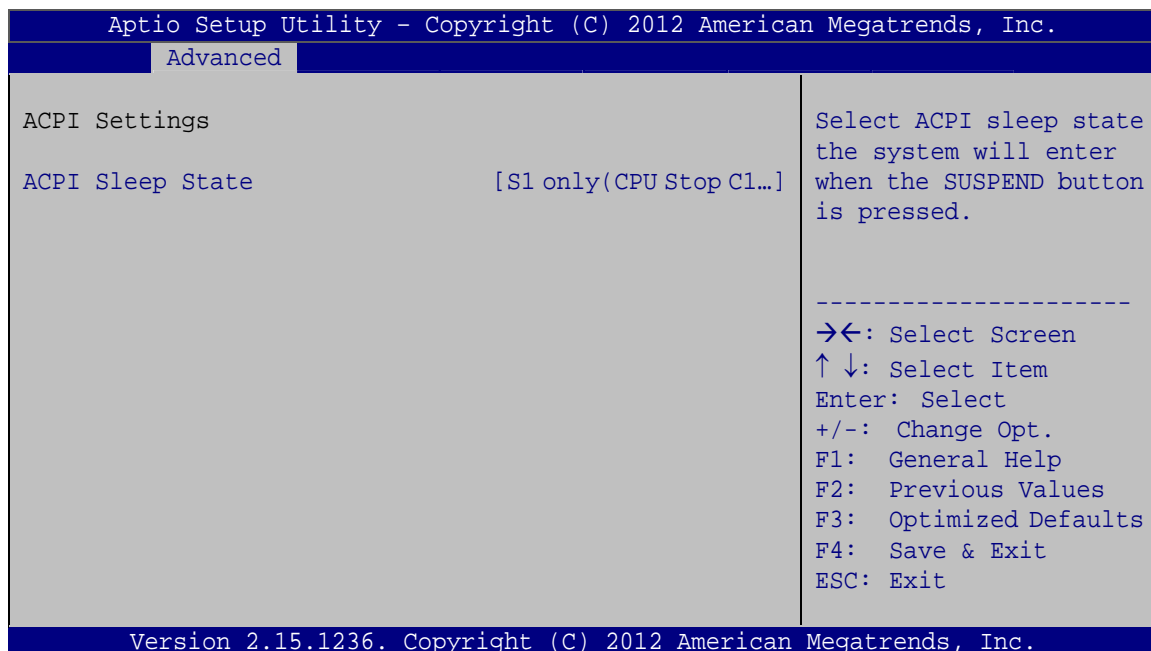 Aptio Setup Utility – Copyright (C) 2012 American Megatrends, Inc.
Advanced
ACPI Settings
ACPI Sleep State [S1 only(CPU Stop C1…]
Select ACPI sleep state
the system will enter
when the SUSPEND button
is pressed.
----------------------
→←: Select Screen
↑ ↓: Select Item
Enter: Select
+/-: Change Opt.
F1: General Help
F2: Previous Values
F3: Optimized Defaults
F4: Save & Exit
ESC: Exit
Version 2.15.1236. Copyright (C) 2012 American Megatrends, Inc.